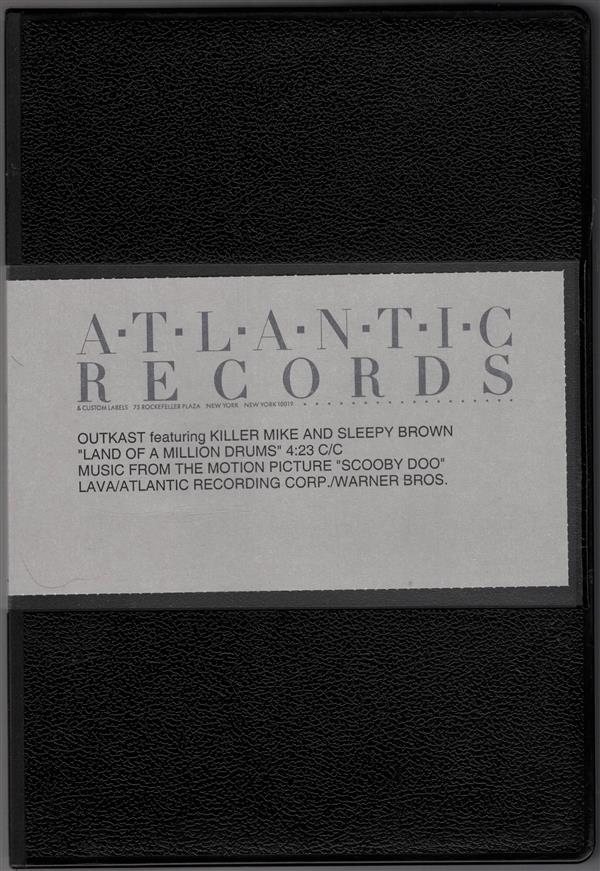 A·T·L·A·N·T·I·C
RECORDS
& CUSTOM LABELS 75 ROCKEFELLER PLAZA NEW YORK NEW YORK 10019
OUTKAST featuring KILLER MIKE AND SLEEPY BROWN
"LAND OF A MILLION DRUMS" 4:23 C/C
MUSIC FROM THE MOTION PICTURE "SCOOBY DOO"
LAVA/ATLANTIC RECORDING CORP./WARNER BROS.